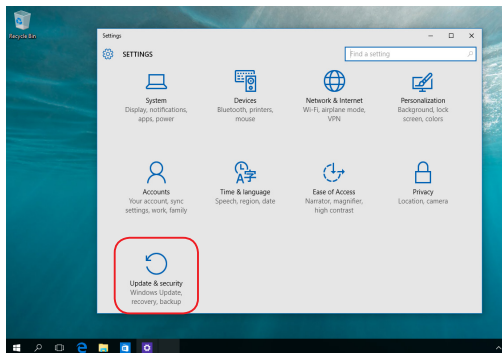 Recycle Bin
Settings
SETTINGS
Find a setting
System
Display, notifications,
apps, power
Devices
Bluetooth, printers,
mouse
Network & Internet
Wi-Fi, airplane mode,
VPN
Personalization
Background, lock
screen, colors
Accounts
Your account, sync
settings, work, family
Time & language
Speech, region, date
Ease of Access
Narrator, magnifier,
high contrast
Privacy
Location, camera
Update & security
Windows Update,
recovery, backup